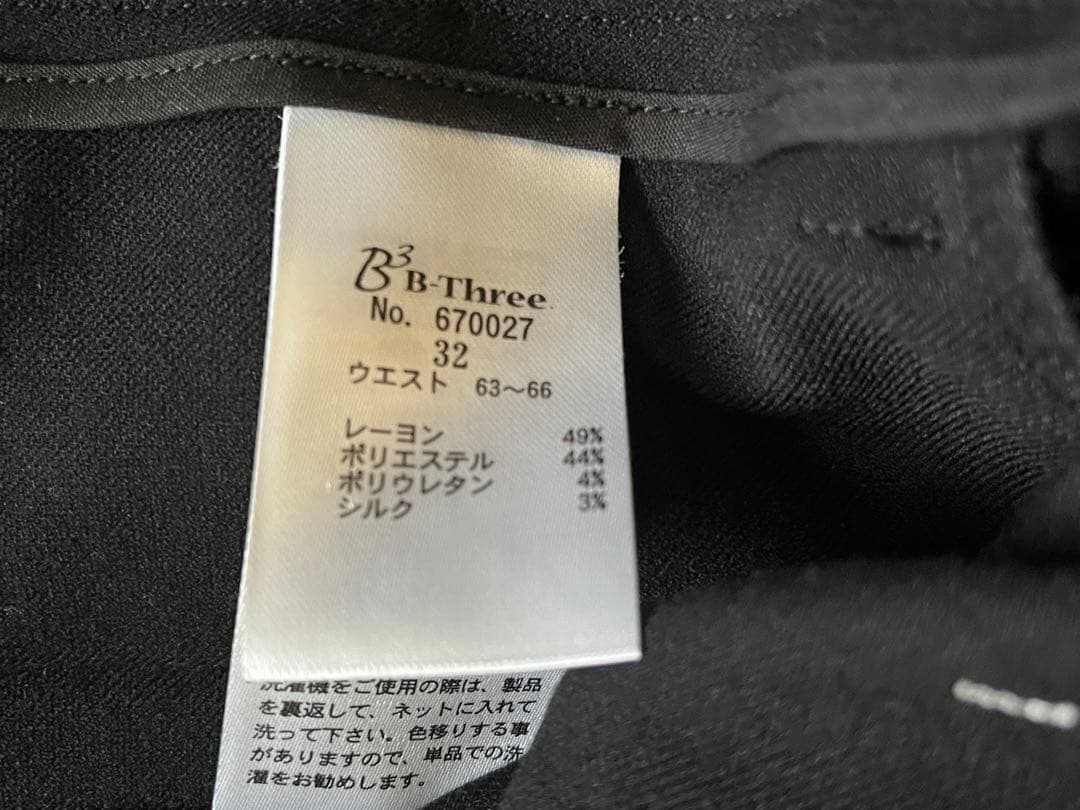 B3 B-Three
No. 670027
32
ウエスト 63～66
レーヨン 49%
ポリエステル 44%
ポリウレタン 4%
シルク 3%
洗濯機をご使用の際は、製品
を裏返して、ネットに入れて
洗って下さい。色移りする事
がありますので、単品での洗
濯をお勧めします。